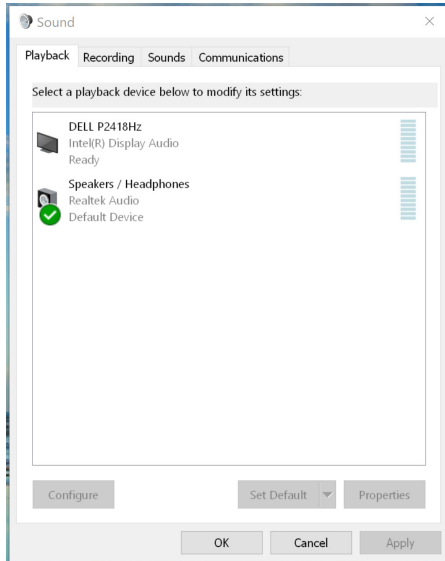 Sound
Playback Recording Sounds Communications
Select a playback device below to modify its settings:
DELL P2418Hz
Intel(R) Display Audio
Ready
Speakers / Headphones
Realtek Audio
Default Device
Configure Set Default Properties
OK Cancel Apply